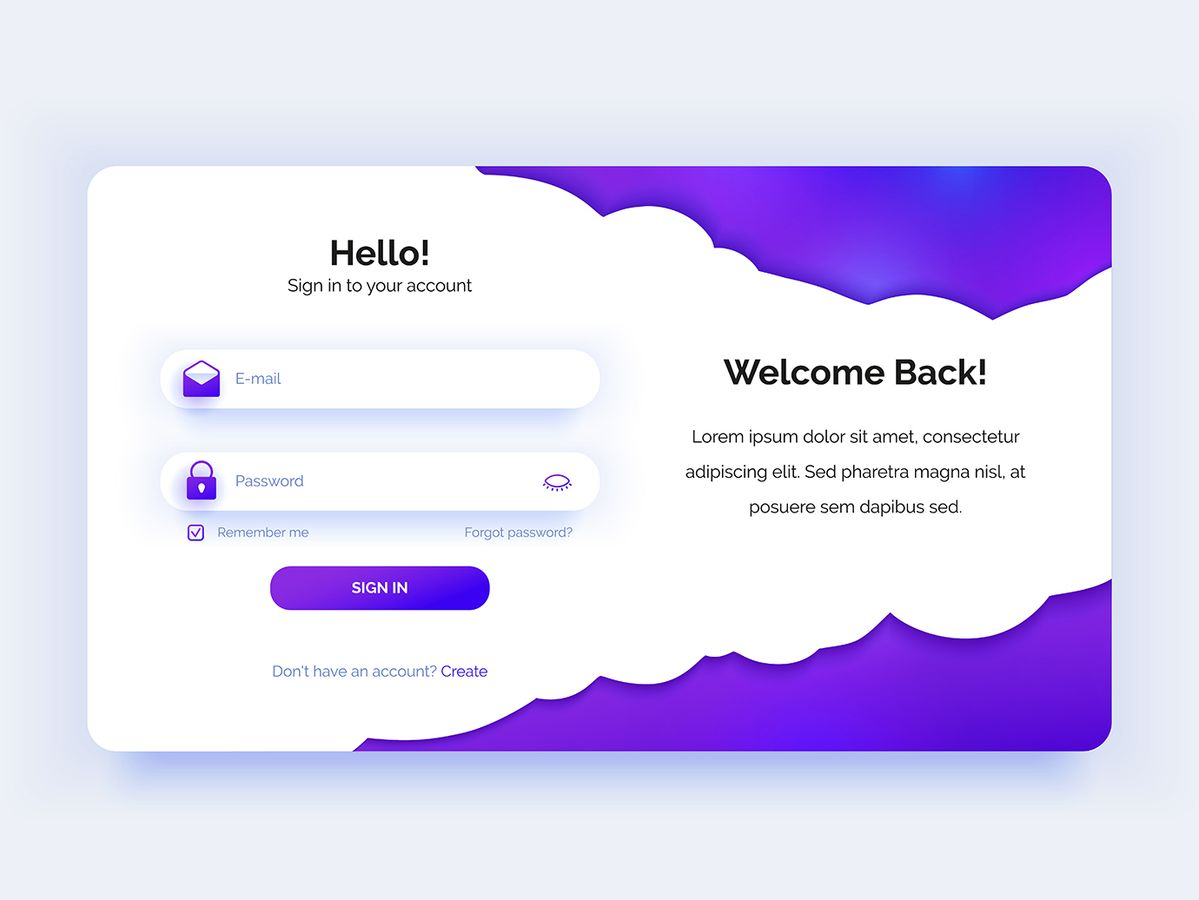 Hello!
Sign in to your account
E-mail
Password
Remember me
Forgot password?
SIGN IN
Don't have an account? Create
Welcome Back!
Lorem ipsum dolor sit amet, consectetur
adipiscing elit. Sed pharetra magna nisl, at
posuere sem dapibus sed.